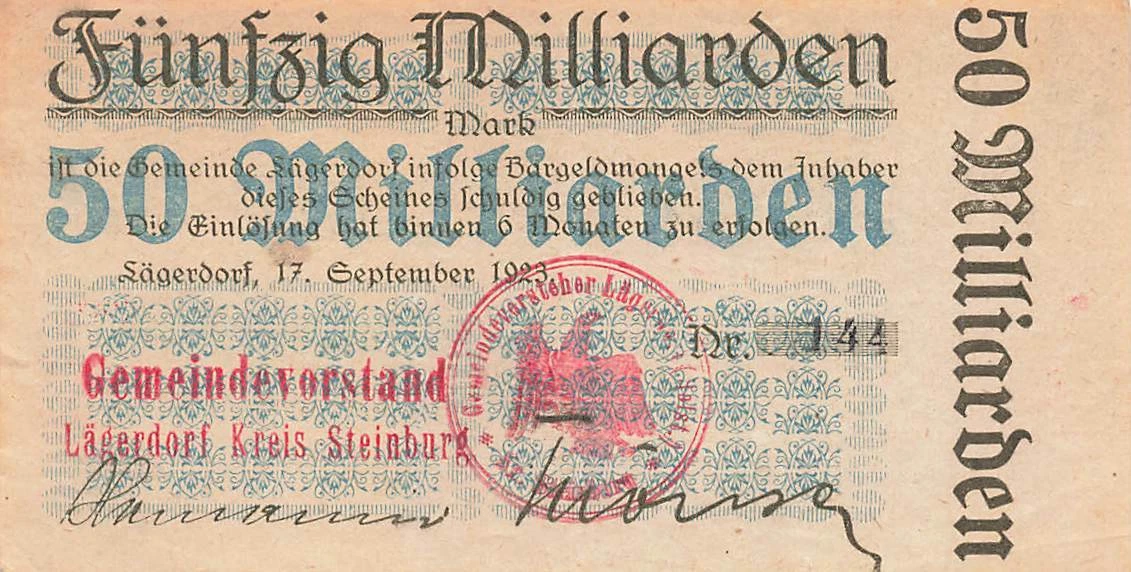 Fünfzig Milliarden
Mark
50 Milliarden
ist die Gemeinde Lägerdorf infolge Bargeldmangels dem Inhaber
dieses Scheines schuldig geblieben.
Die Einlösung hat binnen 6 Monaten zu erfolgen.
Lägerdorf, 17. September 1923.
Nr. 144
Gemeindevorstand
Lägerdorf Kreis Steinburg
Gemeindevorsteher
50 Milliarden